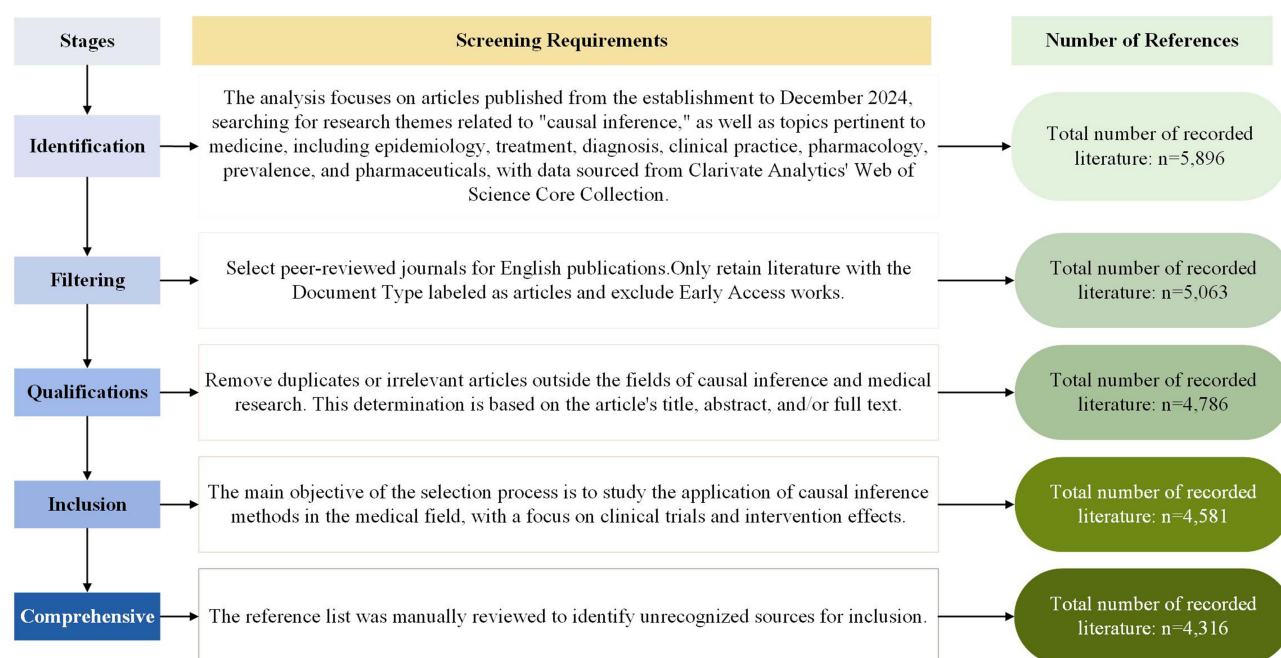 Stages
Screening Requirements
Number of References
Identification
The analysis focuses on articles published from the establishment to December 2024,
searching for research themes related to "causal inference," as well as topics pertinent to
medicine, including epidemiology, treatment, diagnosis, clinical practice, pharmacology,
prevalence, and pharmaceuticals, with data sourced from Clarivate Analytics' Web of
Science Core Collection.
Total number of recorded
literature: n=5,896
Filtering
Select peer-reviewed journals for English publications.Only retain literature with the
Document Type labeled as articles and exclude Early Access works.
Total number of recorded
literature: n=5,063
Qualifications
Remove duplicates or irrelevant articles outside the fields of causal inference and medical
research. This determination is based on the article's title, abstract, and/or full text.
Total number of recorded
literature: n=4,786
Inclusion
The main objective of the selection process is to study the application of causal inference
methods in the medical field, with a focus on clinical trials and intervention effects.
Total number of recorded
literature: n=4,581
Comprehensive
The reference list was manually reviewed to identify unrecognized sources for inclusion.
Total number of recorded
literature: n=4,316